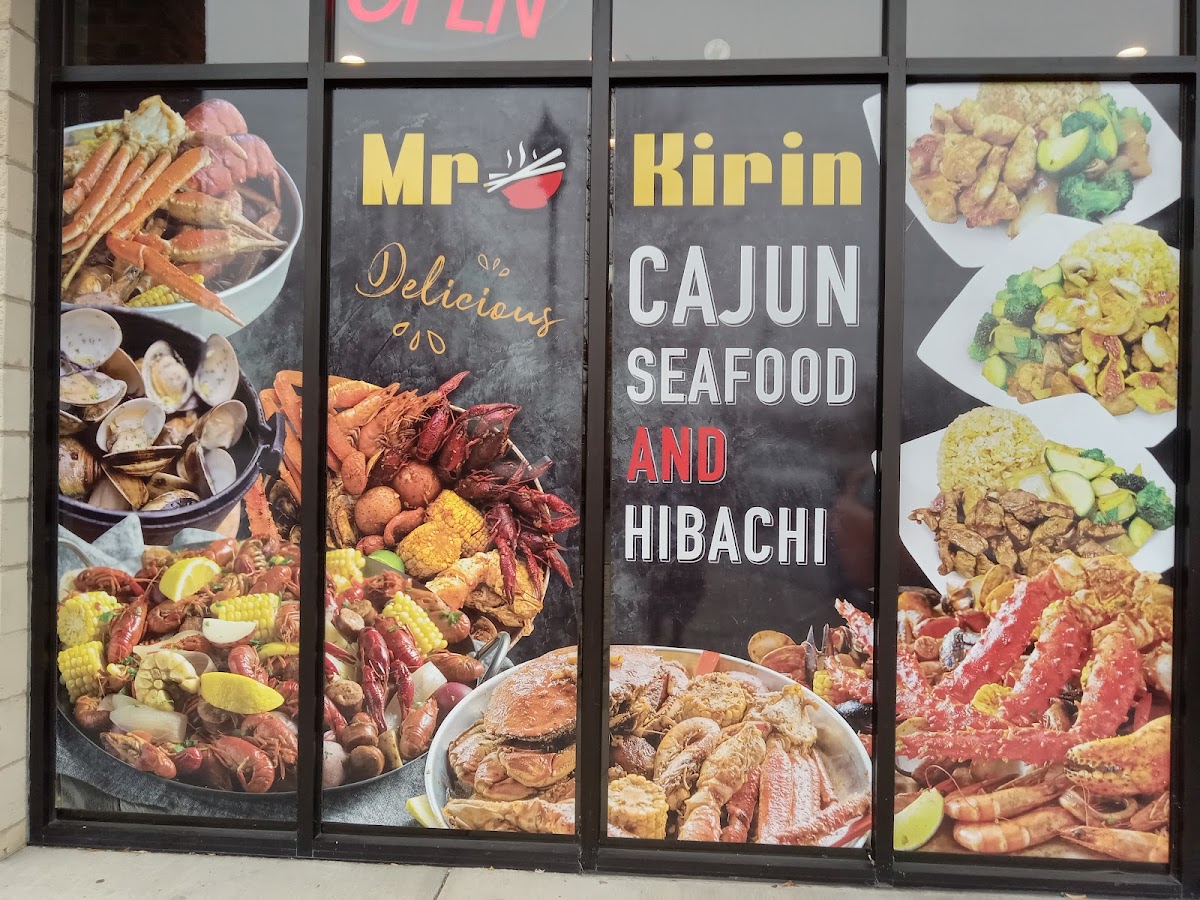 OPEN
Mr Kirin
Delicious
CAJUN
SEAFOOD
AND
HIBACHI